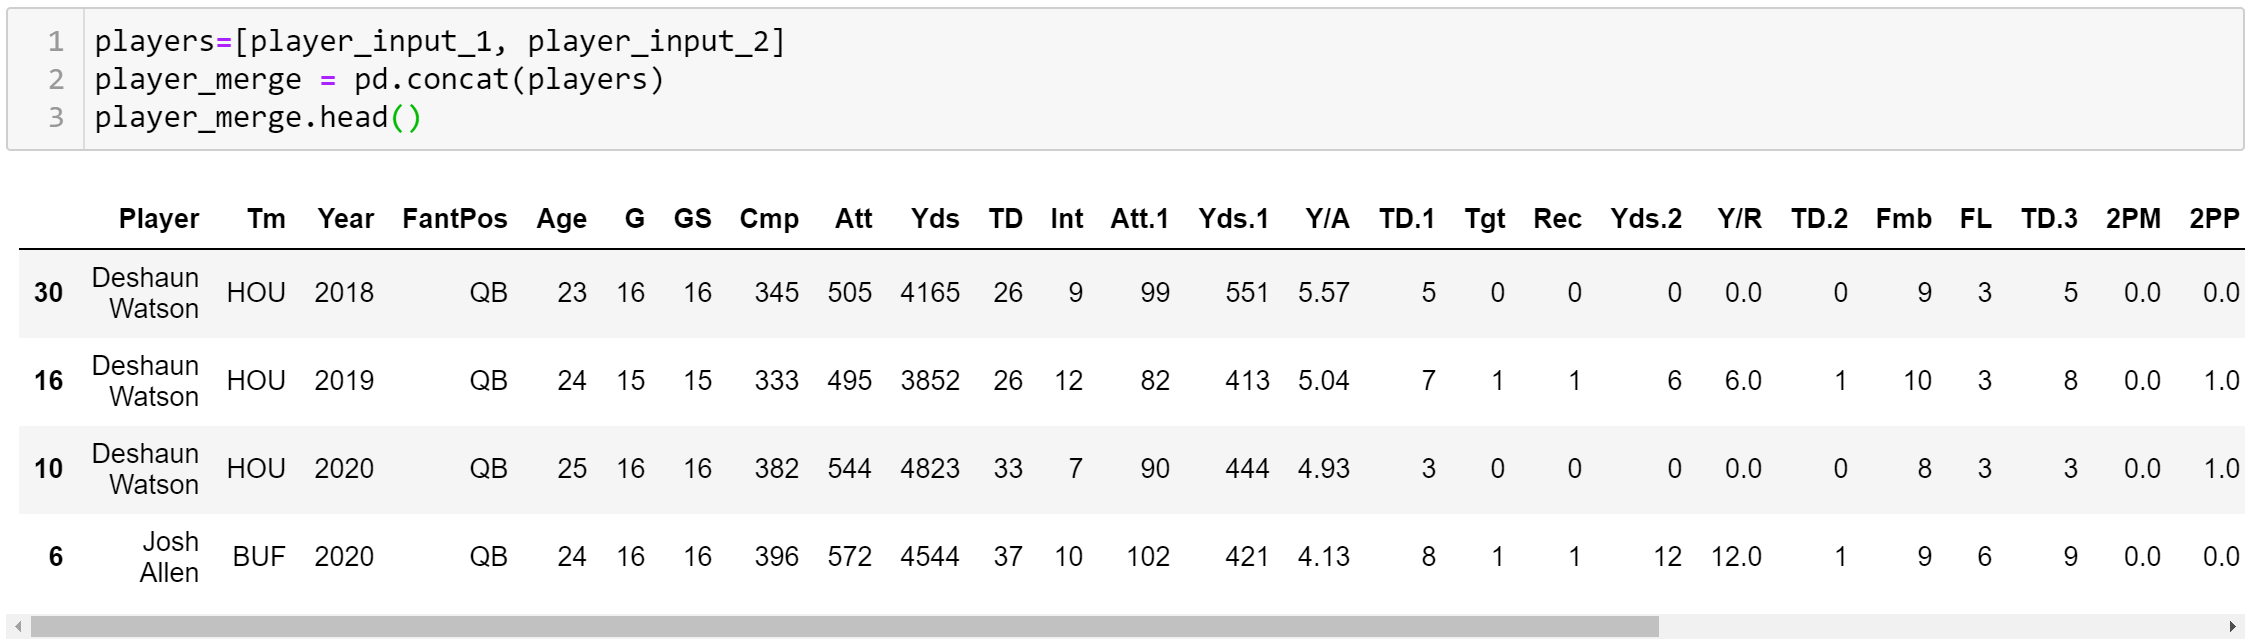 1 players=[player_input_1, player_input_2]
2 player_merge = pd.concat(players)
3 player_merge.head()
Player Tm Year FantPos Age G GS Cmp Att Yds TD Int Att.1 Yds.1 Y/A TD.1 Tgt Rec Yds.2 Y/R TD.2 Fmb FL TD.3 2PM 2PP
30 Deshaun Watson HOU 2018 QB 23 16 16 345 505 4165 26 9 99 551 5.57 5 0 0 0 0.0 0 9 3 5 0.0 0.0
16 Deshaun Watson HOU 2019 QB 24 15 15 333 495 3852 26 12 82 413 5.04 7 1 1 6 6.0 1 10 3 8 0.0 1.0
10 Deshaun Watson HOU 2020 QB 25 16 16 382 544 4823 33 7 90 444 4.93 3 0 0 0 0.0 0 8 3 3 0.0 1.0
6 Josh Allen BUF 2020 QB 24 16 16 396 572 4544 37 10 102 421 4.13 8 1 1 12 12.0 1 9 6 9 0.0 0.0